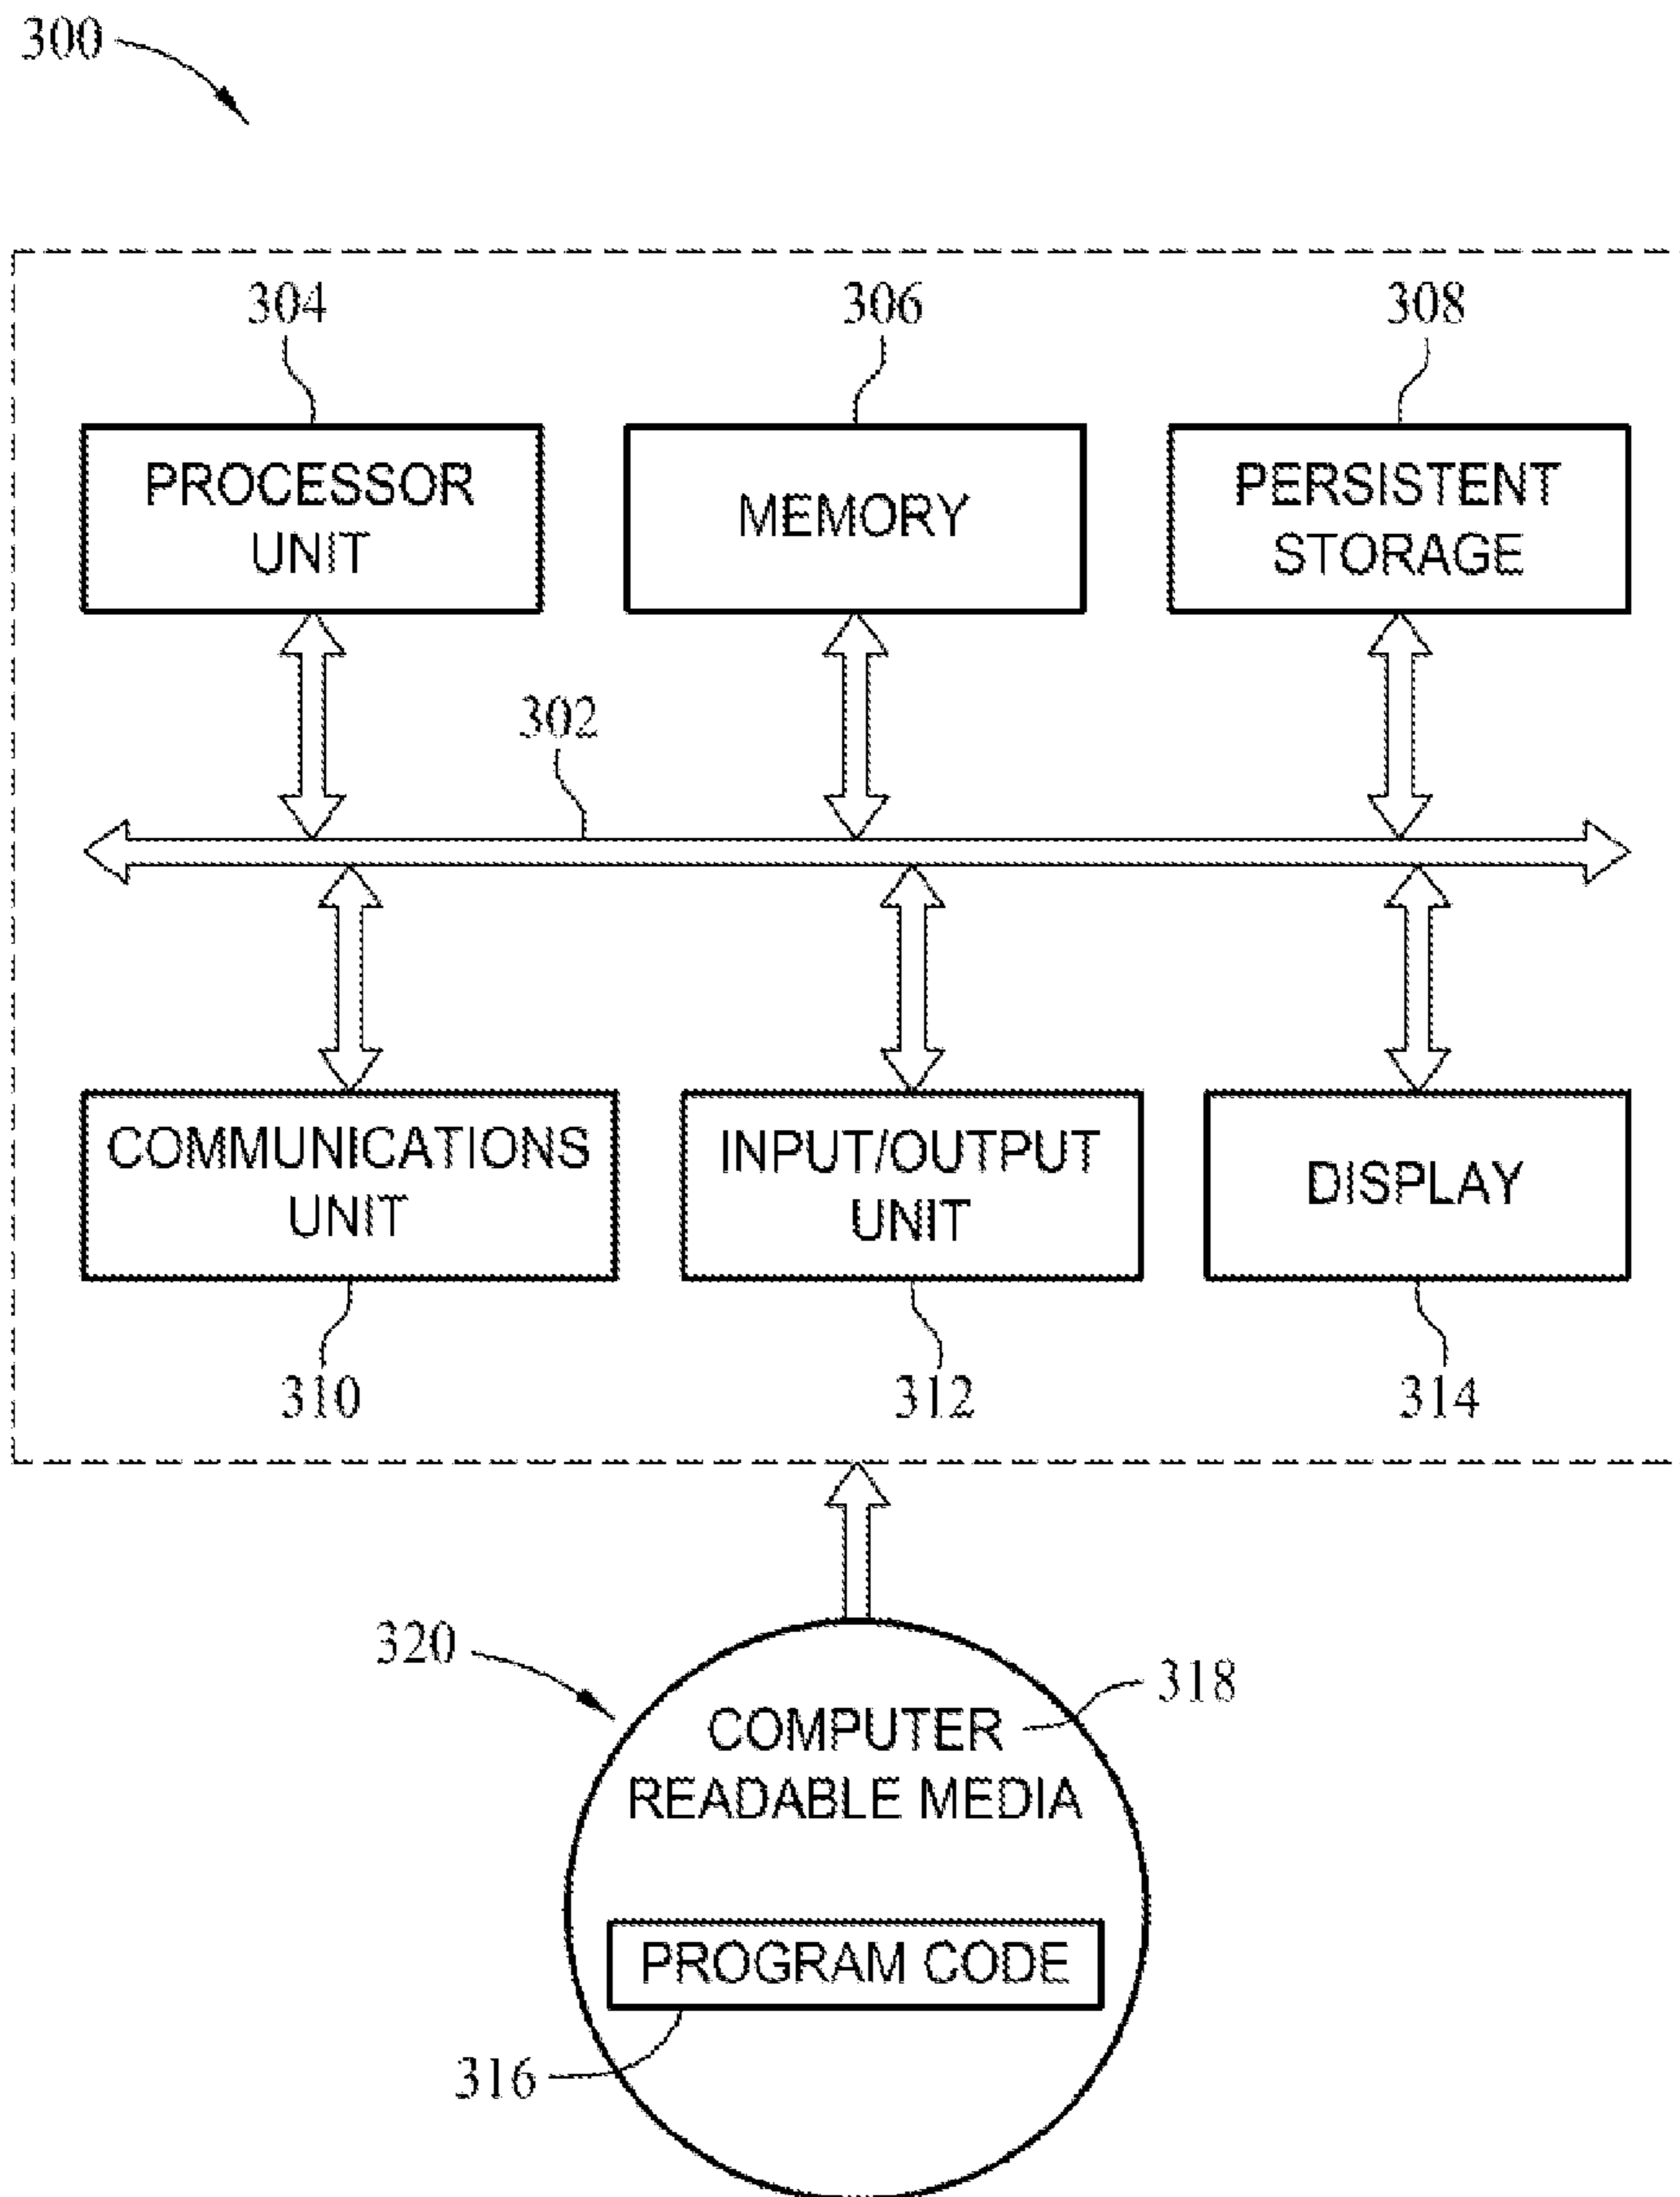 300
304
306
308
PROCESSOR
UNIT
MEMORY
PERSISTENT
STORAGE
302
COMMUNICATIONS
UNIT
INPUT/OUTPUT
UNIT
DISPLAY
310
312
314
320
318
COMPUTER
READABLE MEDIA
PROGRAM CODE
316